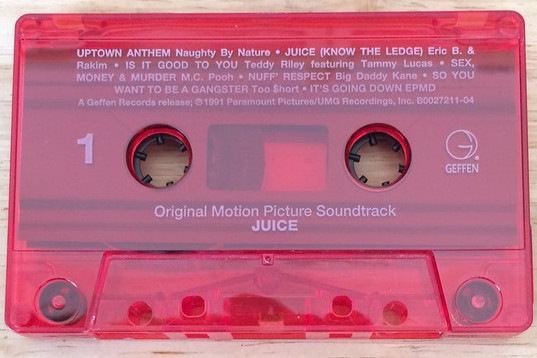 UPTOWN ANTHEM Naughty By Nature • JUICE (KNOW THE LEDGE) Eric B. &
Rakim • IS IT GOOD TO YOU Teddy Riley featuring Tammy Lucas • SEX,
MONEY & MURDER M.C. Pooh • NUFF' RESPECT Big Daddy Kane • SO YOU
WANT TO BE A GANGSTER Too $hort • IT'S GOING DOWN EPMD
A Geffen Records release; ℗1991 Paramount Pictures/UMG Recordings, Inc. B0027211-04
1
G®
GEFFEN
Original Motion Picture Soundtrack
JUICE